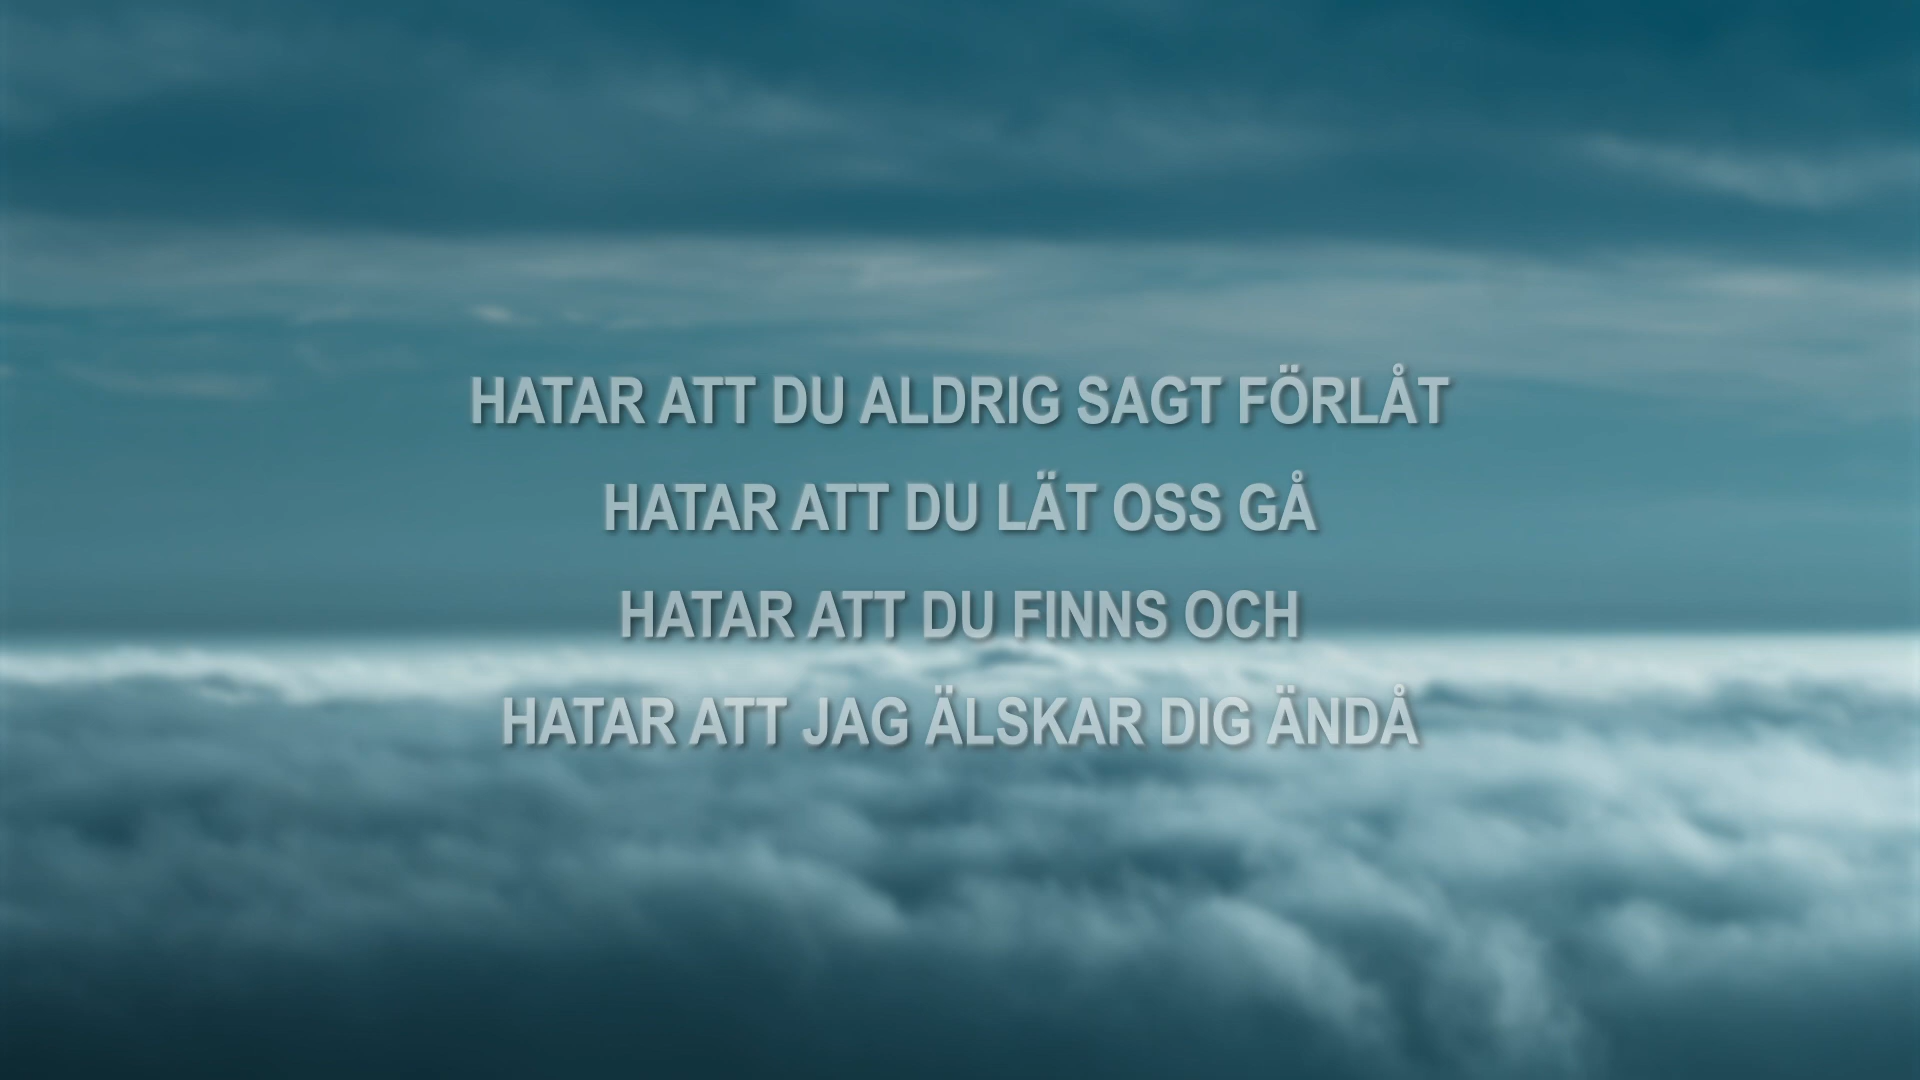 HATAR ATT DU ALDRIG SAGT FÖRLÅT
HATAR ATT DU LÄT OSS GÅ
HATAR ATT DU FINNS OCH
HATAR ATT JAG ÄLSKAR DIG ÄNDÅ